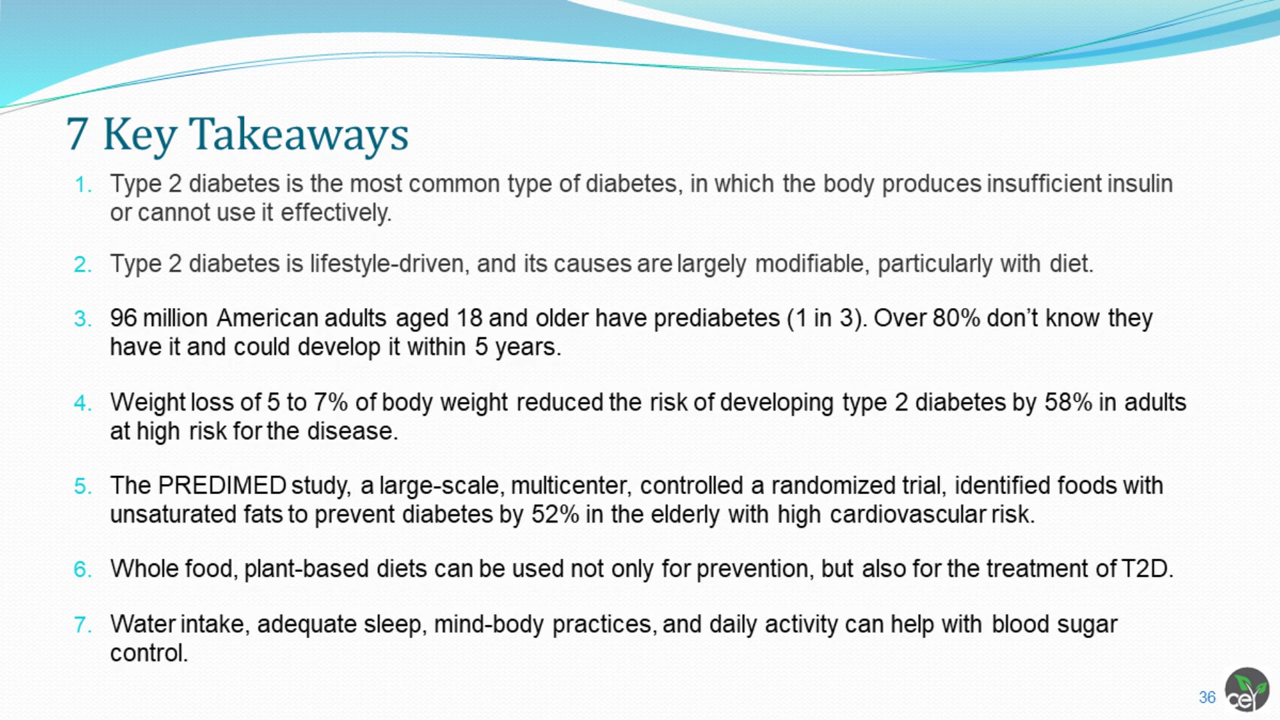 7 Key Takeaways
1. Type 2 diabetes is the most common type of diabetes, in which the body produces insufficient insulin
or cannot use it effectively.
2. Type 2 diabetes is lifestyle-driven, and its causes are largely modifiable, particularly with diet.
3. 96 million American adults aged 18 and older have prediabetes (1 in 3). Over 80% don’t know they
have it and could develop it within 5 years.
4. Weight loss of 5 to 7% of body weight reduced the risk of developing type 2 diabetes by 58% in adults
at high risk for the disease.
5. The PREDIMED study, a large-scale, multicenter, controlled a randomized trial, identified foods with
unsaturated fats to prevent diabetes by 52% in the elderly with high cardiovascular risk.
6. Whole food, plant-based diets can be used not only for prevention, but also for the treatment of T2D.
7. Water intake, adequate sleep, mind-body practices, and daily activity can help with blood sugar
control.
36